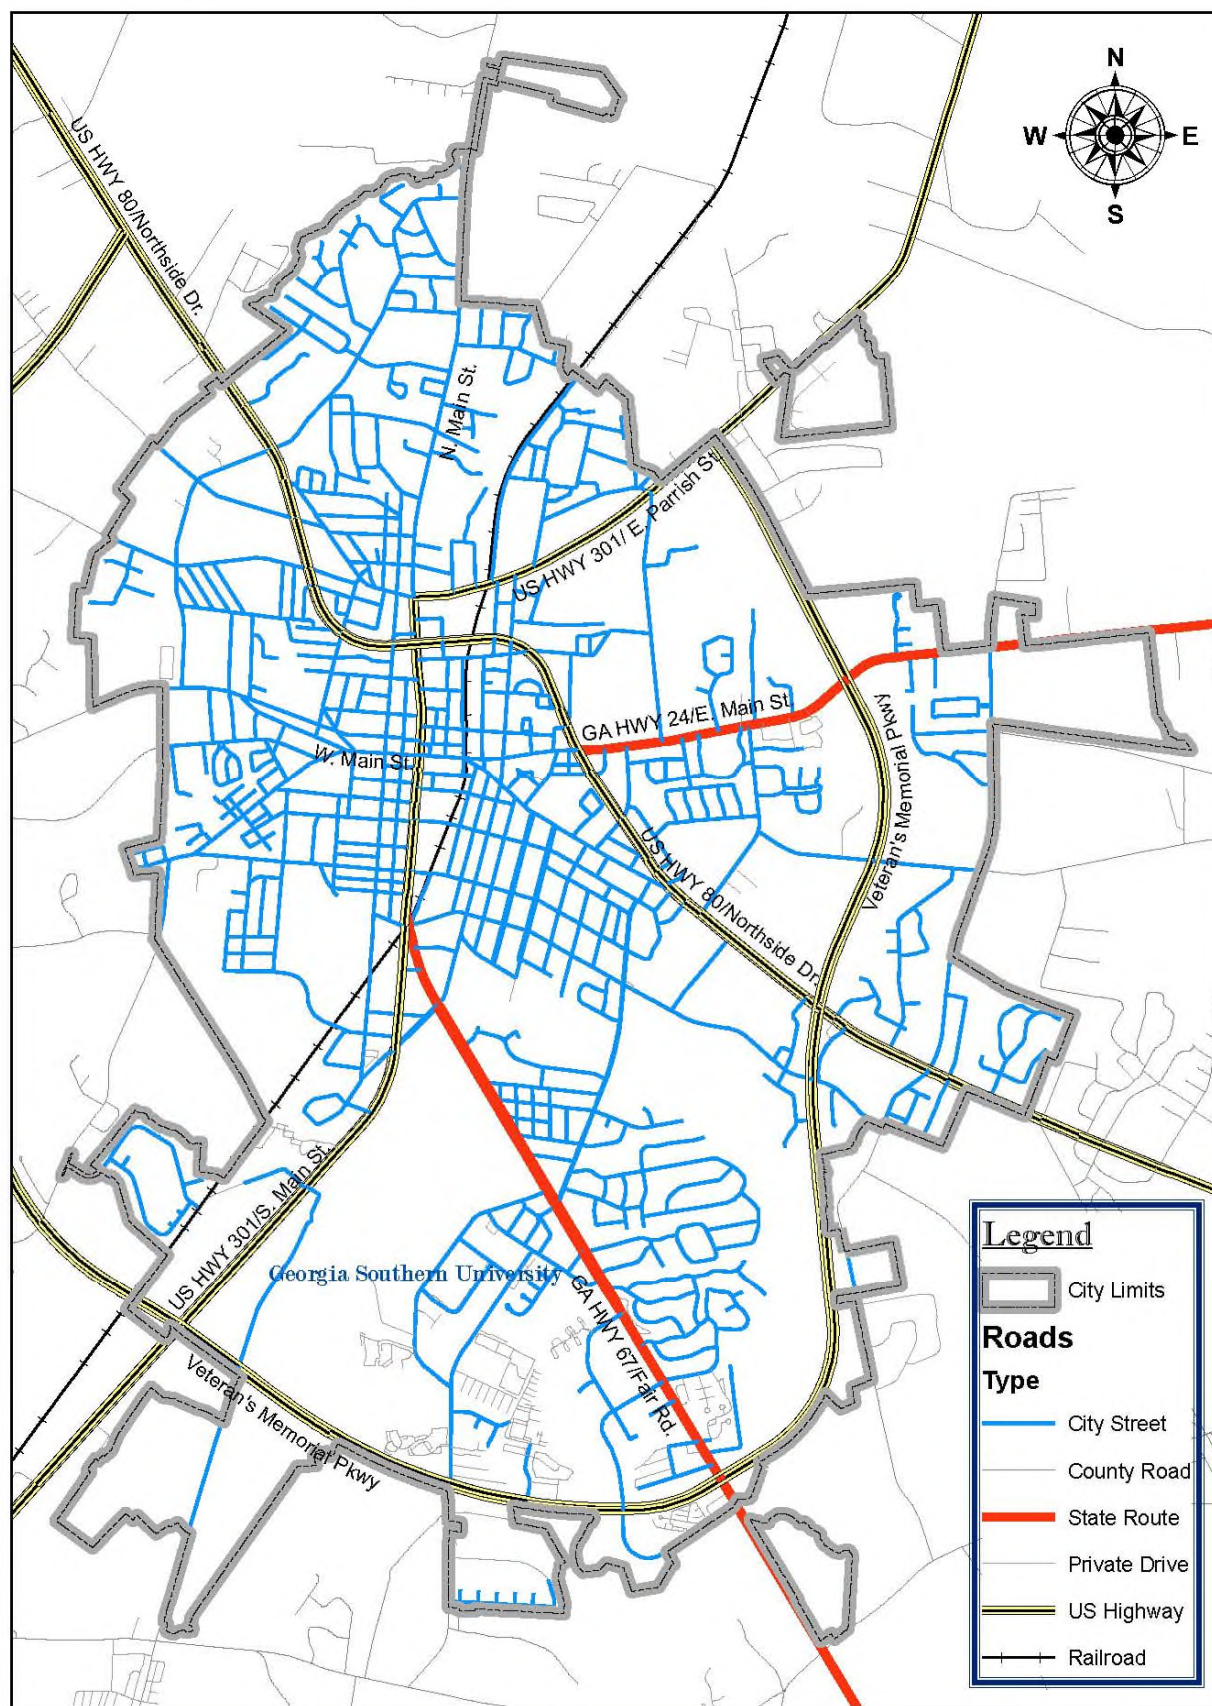 N
W E
S
US HWY 80/Northside Dr.
N. Main St.
US HWY 301/ E. Parrish St.
GA HWY 24/E. Main St.
W. Main St.
Veteran's Memorial Pkwy
US HWY 80/Northside Dr.
US HWY 301/S. Main St.
Georgia Southern University
GA HWY 67/Fair Rd.
Veteran's Memorial Pkwy
Legend
City Limits
Roads
Type
City Street
County Road
State Route
Private Drive
US Highway
Railroad